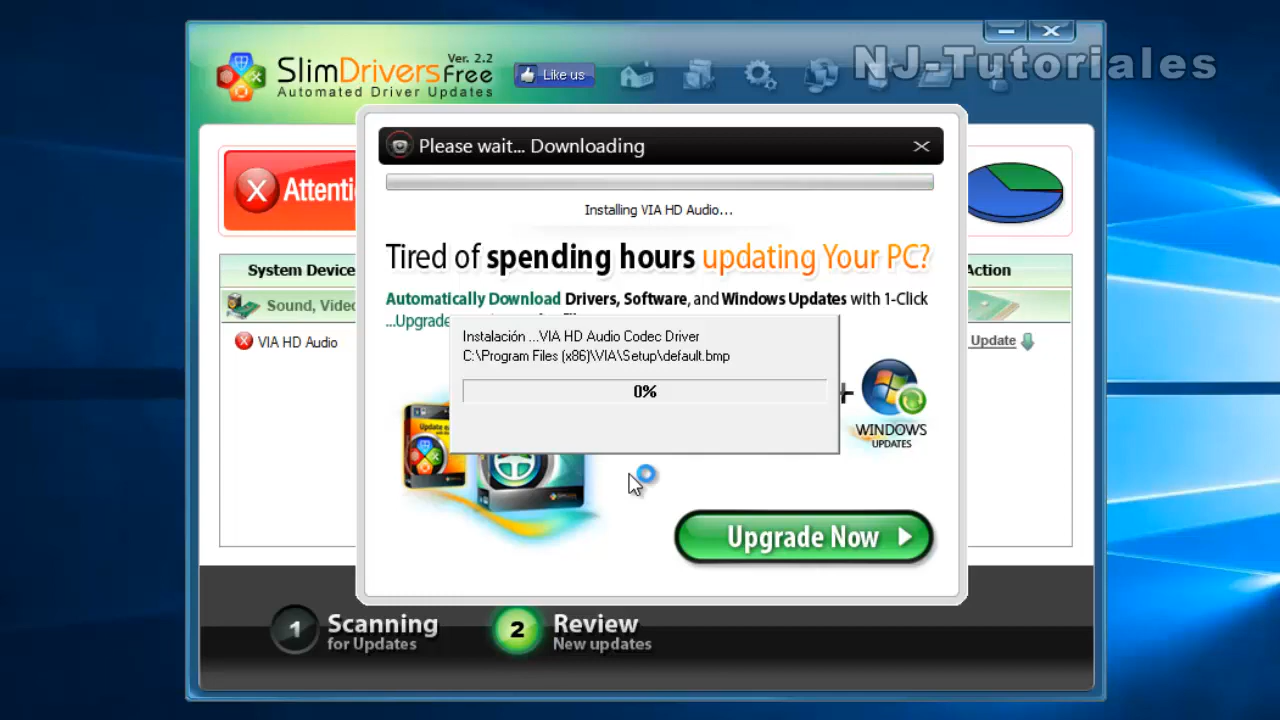 NJ-Tutoriales
SlimDriversFree
Ver. 2.2
Automated Driver Updates
Like us
Please wait... Downloading
Attenti
Installing VIA HD Audio...
Tired of spending hours updating Your PC?
System Device
Action
Automatically Download Drivers, Software, and Windows Updates with 1-Click
Sound, Videc
...Upgrade
VIA HD Audio
Update
Instalación ...VIA HD Audio Codec Driver
C:\Program Files (x86)\VIA\Setup\default.bmp
0%
+
WINDOWS
UPDATES
Upgrade Now
1 Scanning
for Updates
2 Review
New updates